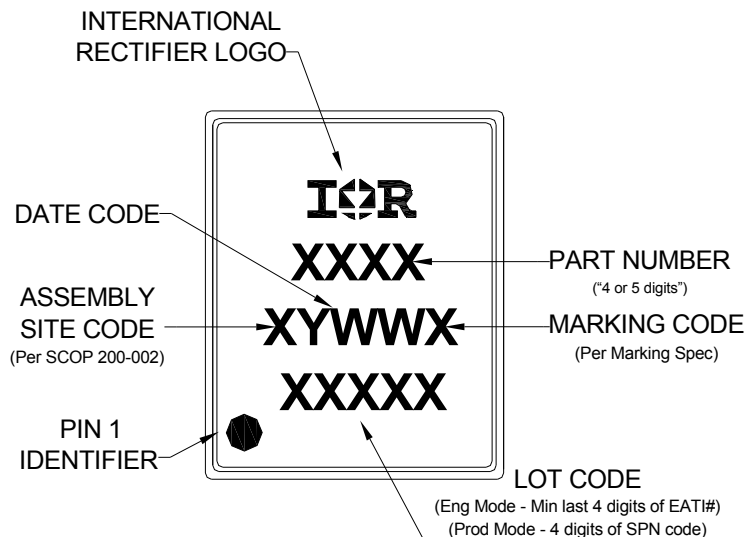 INTERNATIONAL
RECTIFIER LOGO
IOR
DATE CODE
XXXX
PART NUMBER
("4 or 5 digits")
ASSEMBLY
SITE CODE
(Per SCOP 200-002)
XYWWX
MARKING CODE
(Per Marking Spec)
XXXXX
PIN 1
IDENTIFIER
LOT CODE
(Eng Mode - Min last 4 digits of EATI#)
(Prod Mode - 4 digits of SPN code)